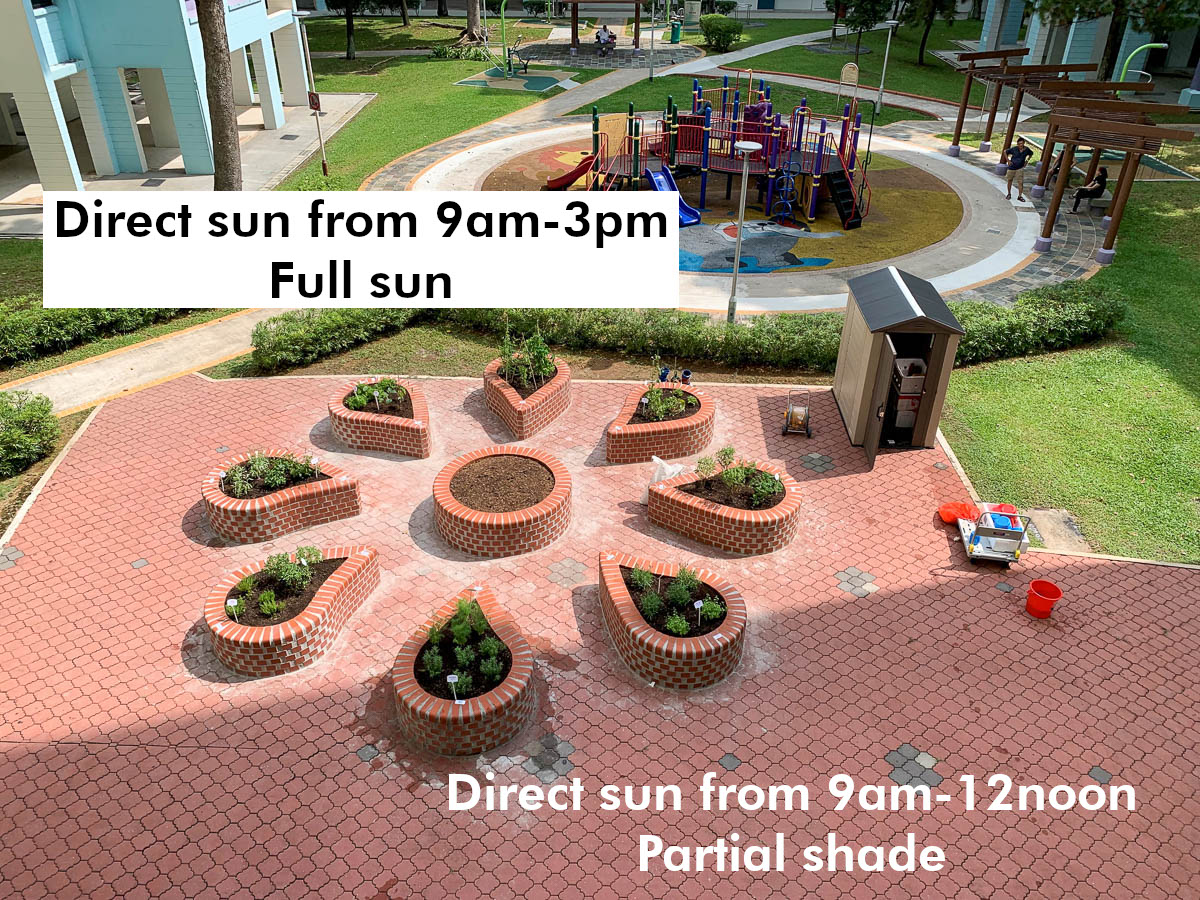 Direct sun from 9am-3pm
Full sun
Direct sun from 9am-12noon
Partial shade